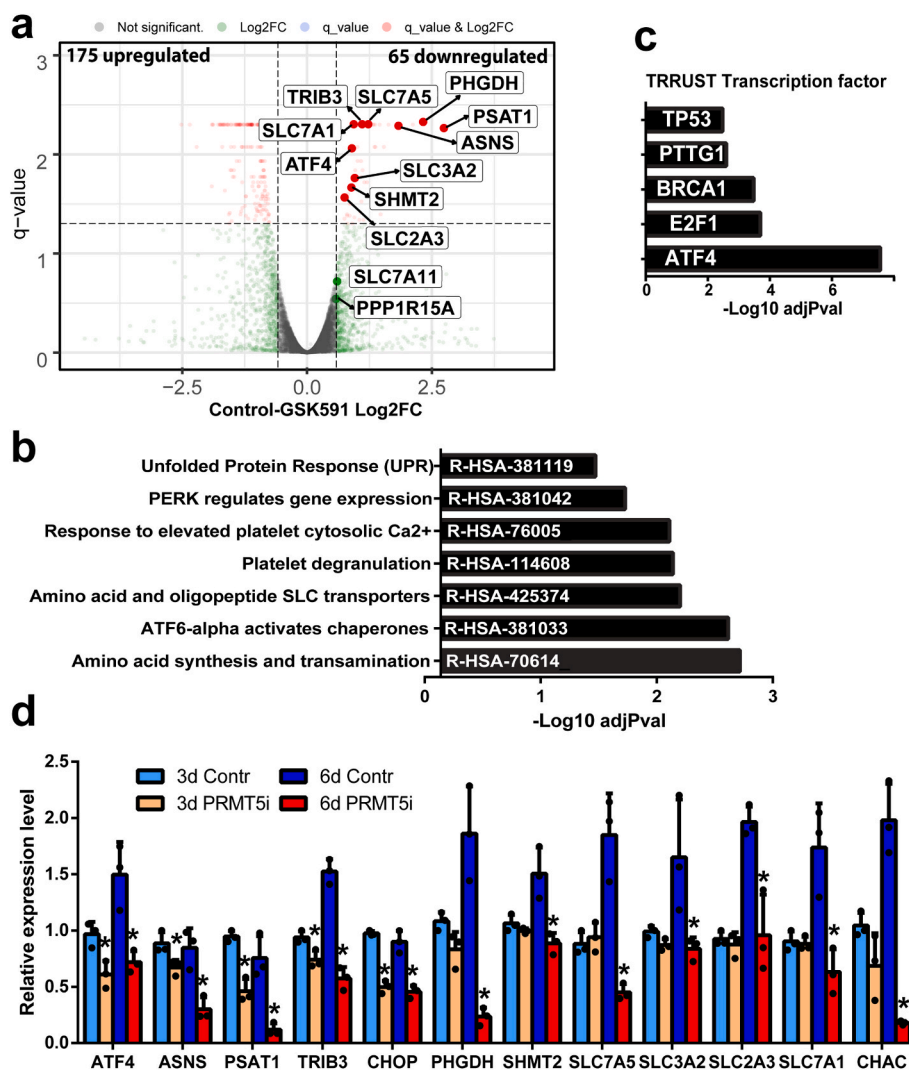 a
Not significant. Log2FC q_value q_value & Log2FC
175 upregulated 65 downregulated
q-value
3
2
1
0
TRIB3
SLC7A5
PHGDH
SLC7A1
PSAT1
ASNS
ATF4
SLC3A2
SHMT2
SLC2A3
SLC7A11
PPP1R15A
−2.5 0.0 2.5
Control-GSK591 Log2FC
c
TRRUST Transcription factor
TP53
PTTG1
BRCA1
E2F1
ATF4
0 2 4 6 8
-Log10 adjPval
b
Unfolded Protein Response (UPR) R-HSA-381119
PERK regulates gene expression R-HSA-381042
Response to elevated platelet cytosolic Ca2+ R-HSA-76005
Platelet degranulation R-HSA-114608
Amino acid and oligopeptide SLC transporters R-HSA-425374
ATF6-alpha activates chaperones R-HSA-381033
Amino acid synthesis and transamination R-HSA-70614_
0 1 2 3
-Log10 adjPval
d
Relative expression level
2.5
2.0
1.5
1.0
0.5
0.0
3d Contr 6d Contr
3d PRMT5i 6d PRMT5i
* * * * * * * * * * * * * * * * * *
ATF4 ASNS PSAT1 TRIB3 CHOP PHGDH SHMT2 SLC7A5 SLC3A2 SLC2A3 SLC7A1 CHAC